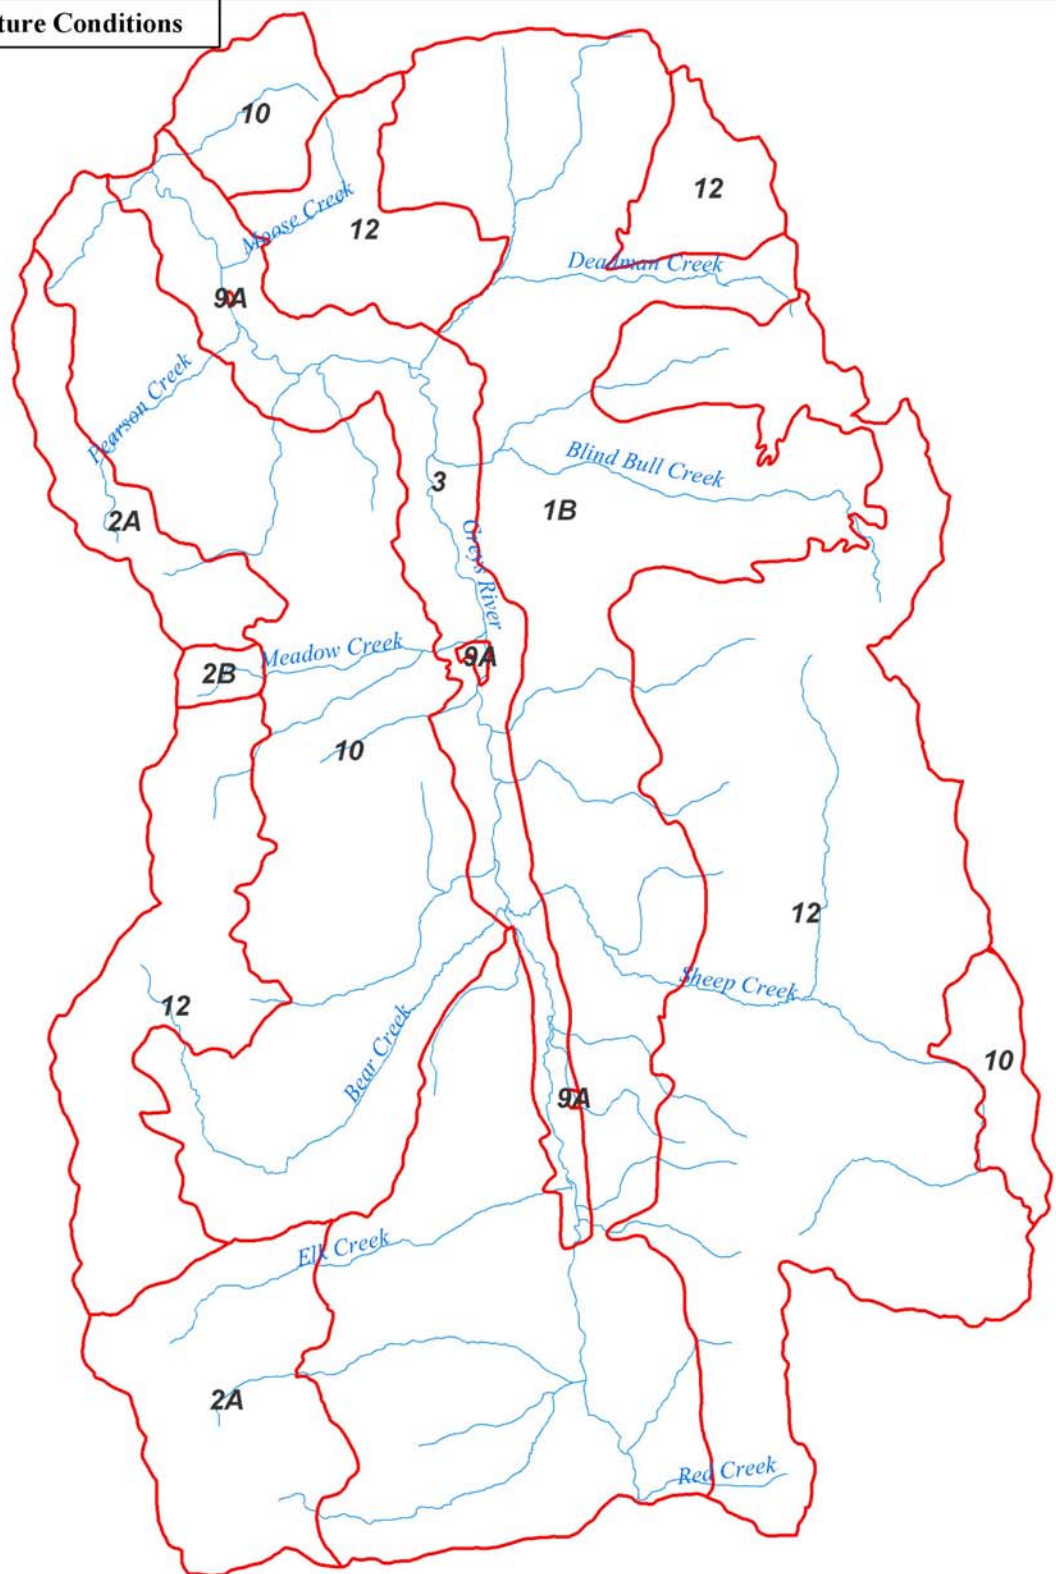 ture Conditions
10
12
Moose Creek
12
Deadman Creek
9A
Pearson Creek
Blind Bull Creek
3
1B
2A
Greys River
Meadow Creek
9A
2B
10
12
Sheep Creek
12
Bear Creek
10
9A
Elk Creek
2A
Red Creek